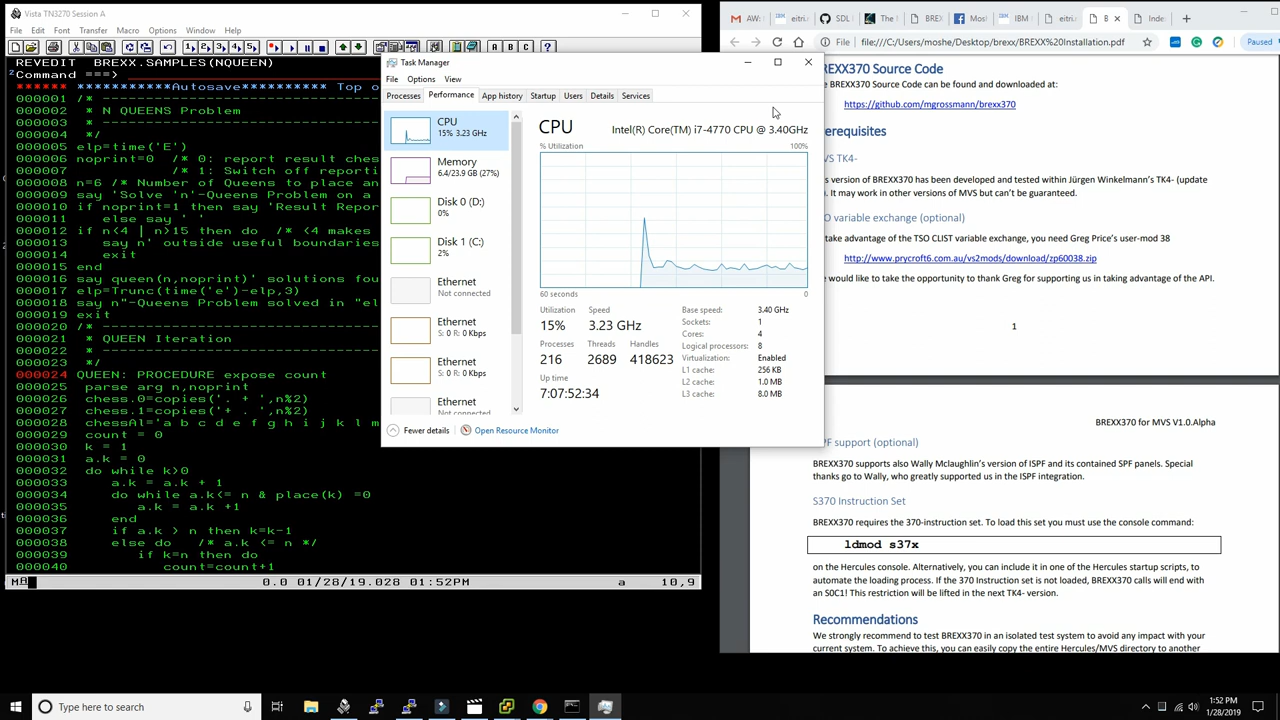 Vista TN3270 Session A
File Edit Font Transfer Macro Options Window Help
REVEDIT BREXX.SAMPLES(NQUEEN)
Command ===>
****** **********Autosave********** Top o
000001 /* ------------------------------
000002 * N QUEENS Problem
000003 * ------------------------------
000004 */
000005 elp=time('E')
000006 noprint=0 /* 0: report result ches
000007 /* 1: Switch off reporti
000008 n=6 /* Number of Queens to place an
000009 say 'Solve 'n'-Queens Problem on a
000010 if noprint=1 then say 'Result Repor
000011 else say ' '
000012 if n<4 | n>15 then do /* <4 makes
000013 say n' outside useful boundaries
000014 exit
000015 end
000016 say queen(n,noprint)' solutions fou
000017 elp=Trunc(time('e')-elp,3)
000018 say n"-Queens Problem solved in "el
000019 exit
000020 /* ------------------------------
000021 * QUEEN Iteration
000022 * ------------------------------
000023 */
000024 QUEEN: PROCEDURE expose count
000025 parse arg n,noprint
000026 chess.0=copies('. + ',n%2)
000027 chess.1=copies('+ . ',n%2)
000028 chessAl='a b c d e f g h i j k l m
000029 count = 0
000030 k = 1
000031 a.k = 0
000032 do while k>0
000033 a.k = a.k + 1
000034 do while a.k<= n & place(k) =0
000035 a.k = a.k +1
000036 end
000037 if a.k > n then k=k-1
000038 else do /* a.k <= n */
000039 if k=n then do
000040 count=count+1
0.0 01/28/19.028 01:52PM a 10,9
Task Manager
File Options View
Processes Performance App history Startup Users Details Services
CPU
15% 3.23 GHz
Memory
6.4/23.9 GB (27%)
Disk 0 (D:)
0%
Disk 1 (C:)
2%
Ethernet
Not connected
Ethernet
S: 0 R: 0 Kbps
Ethernet
S: 0 R: 0 Kbps
Ethernet
Not connected
CPU Intel(R) Core(TM) i7-4770 CPU @ 3.40GHz
% Utilization 100%
60 seconds 0
Utilization Speed
15% 3.23 GHz
Processes Threads Handles
216 2689 418623
Up time
7:07:52:34
Base speed: 3.40 GHz
Sockets: 1
Cores: 4
Logical processors: 8
Virtualization: Enabled
L1 cache: 256 KB
L2 cache: 1.0 MB
L3 cache: 8.0 MB
Fewer details Open Resource Monitor
AW: eitri SDL The BREX Most IBM eitri B Index
File file:///C:/Users/moshe/Desktop/brexx/BREXX%20Installation.pdf Paused
REXX370 Source Code
BREXX370 Source Code can be found and downloaded at:
https://github.com/mgrossmann/brexx370
erequisites
VS TK4-
s version of BREXX370 has been developed and tested within Jürgen Winkelmann's TK4- (update
. It may work in other versions of MVS but can't be guaranteed.
O variable exchange (optional)
take advantage of the TSO CLIST variable exchange, you need Greg Price's user-mod 38
http://www.prycroft6.com.au/vs2mods/download/zp60038.zip
e would like to take the opportunity to thank Greg for supporting us in taking advantage of the API.
1
BREXX370 for MVS V1.0.Alpha
PF support (optional)
BREXX370 supports also Wally Mclaughlin's version of ISPF and its contained SPF panels. Special
thanks go to Wally, who greatly supported us in the ISPF integration.
S370 Instruction Set
BREXX370 requires the 370-instruction set. To load this set you must use the console command:
ldmod s37x
on the Hercules console. Alternatively, you can include it in one of the Hercules startup scripts, to
automate the loading process. If the 370 Instruction set is not loaded, BREXX370 calls will end with
an S0C1! This restriction will be lifted in the next TK4- version.
Recommendations
We strongly recommend to test BREXX370 in an isolated test system to avoid any impact with your
current system. To achieve this, you can easily copy the entire Hercules/MVS directory to another
Type here to search
1:52 PM
1/28/2019